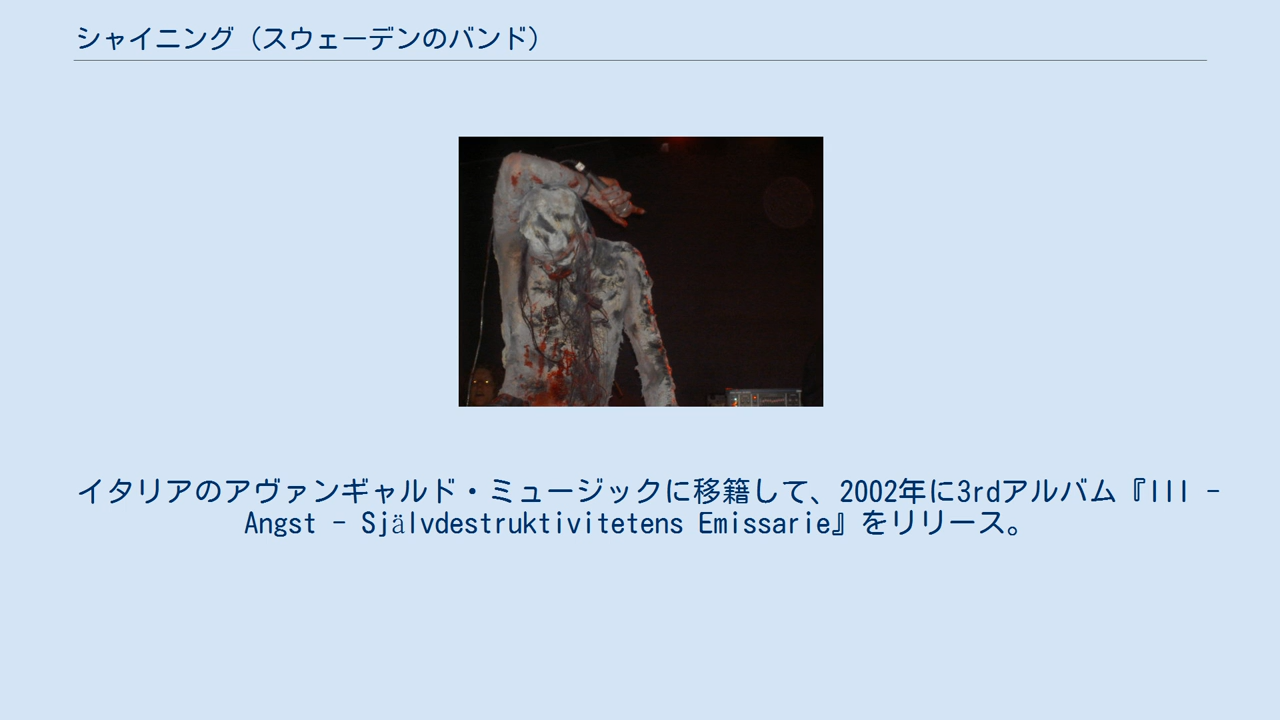 シャイニング（スウェーデンのバンド）
イタリアのアヴァンギャルド・ミュージックに移籍して、2002年に3rdアルバム『III -
Angst - Självdestruktivitetens Emissarie』をリリース。